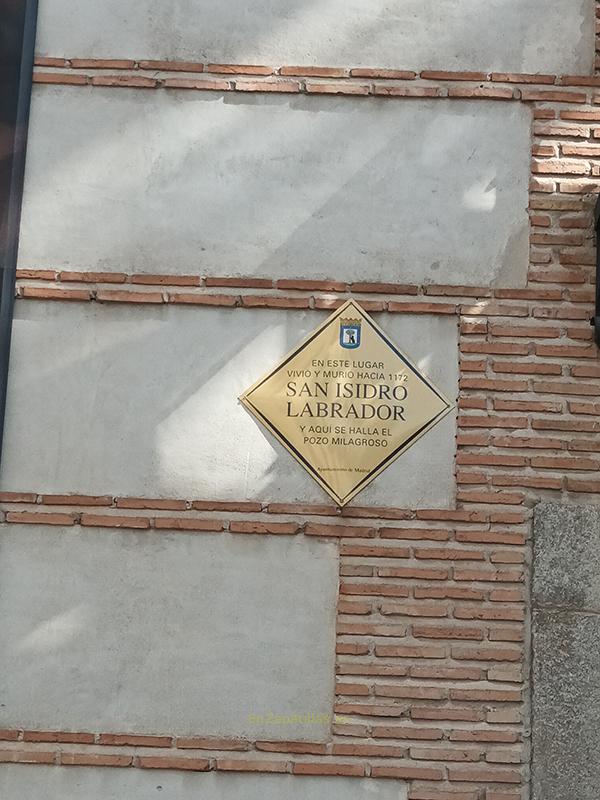 EN ESTE LUGAR
VIVIO Y MURIO HACIA 1172
SAN ISIDRO
LABRADOR
Y AQUI SE HALLA EL
POZO MILAGROSO
Ayuntamiento de Madrid